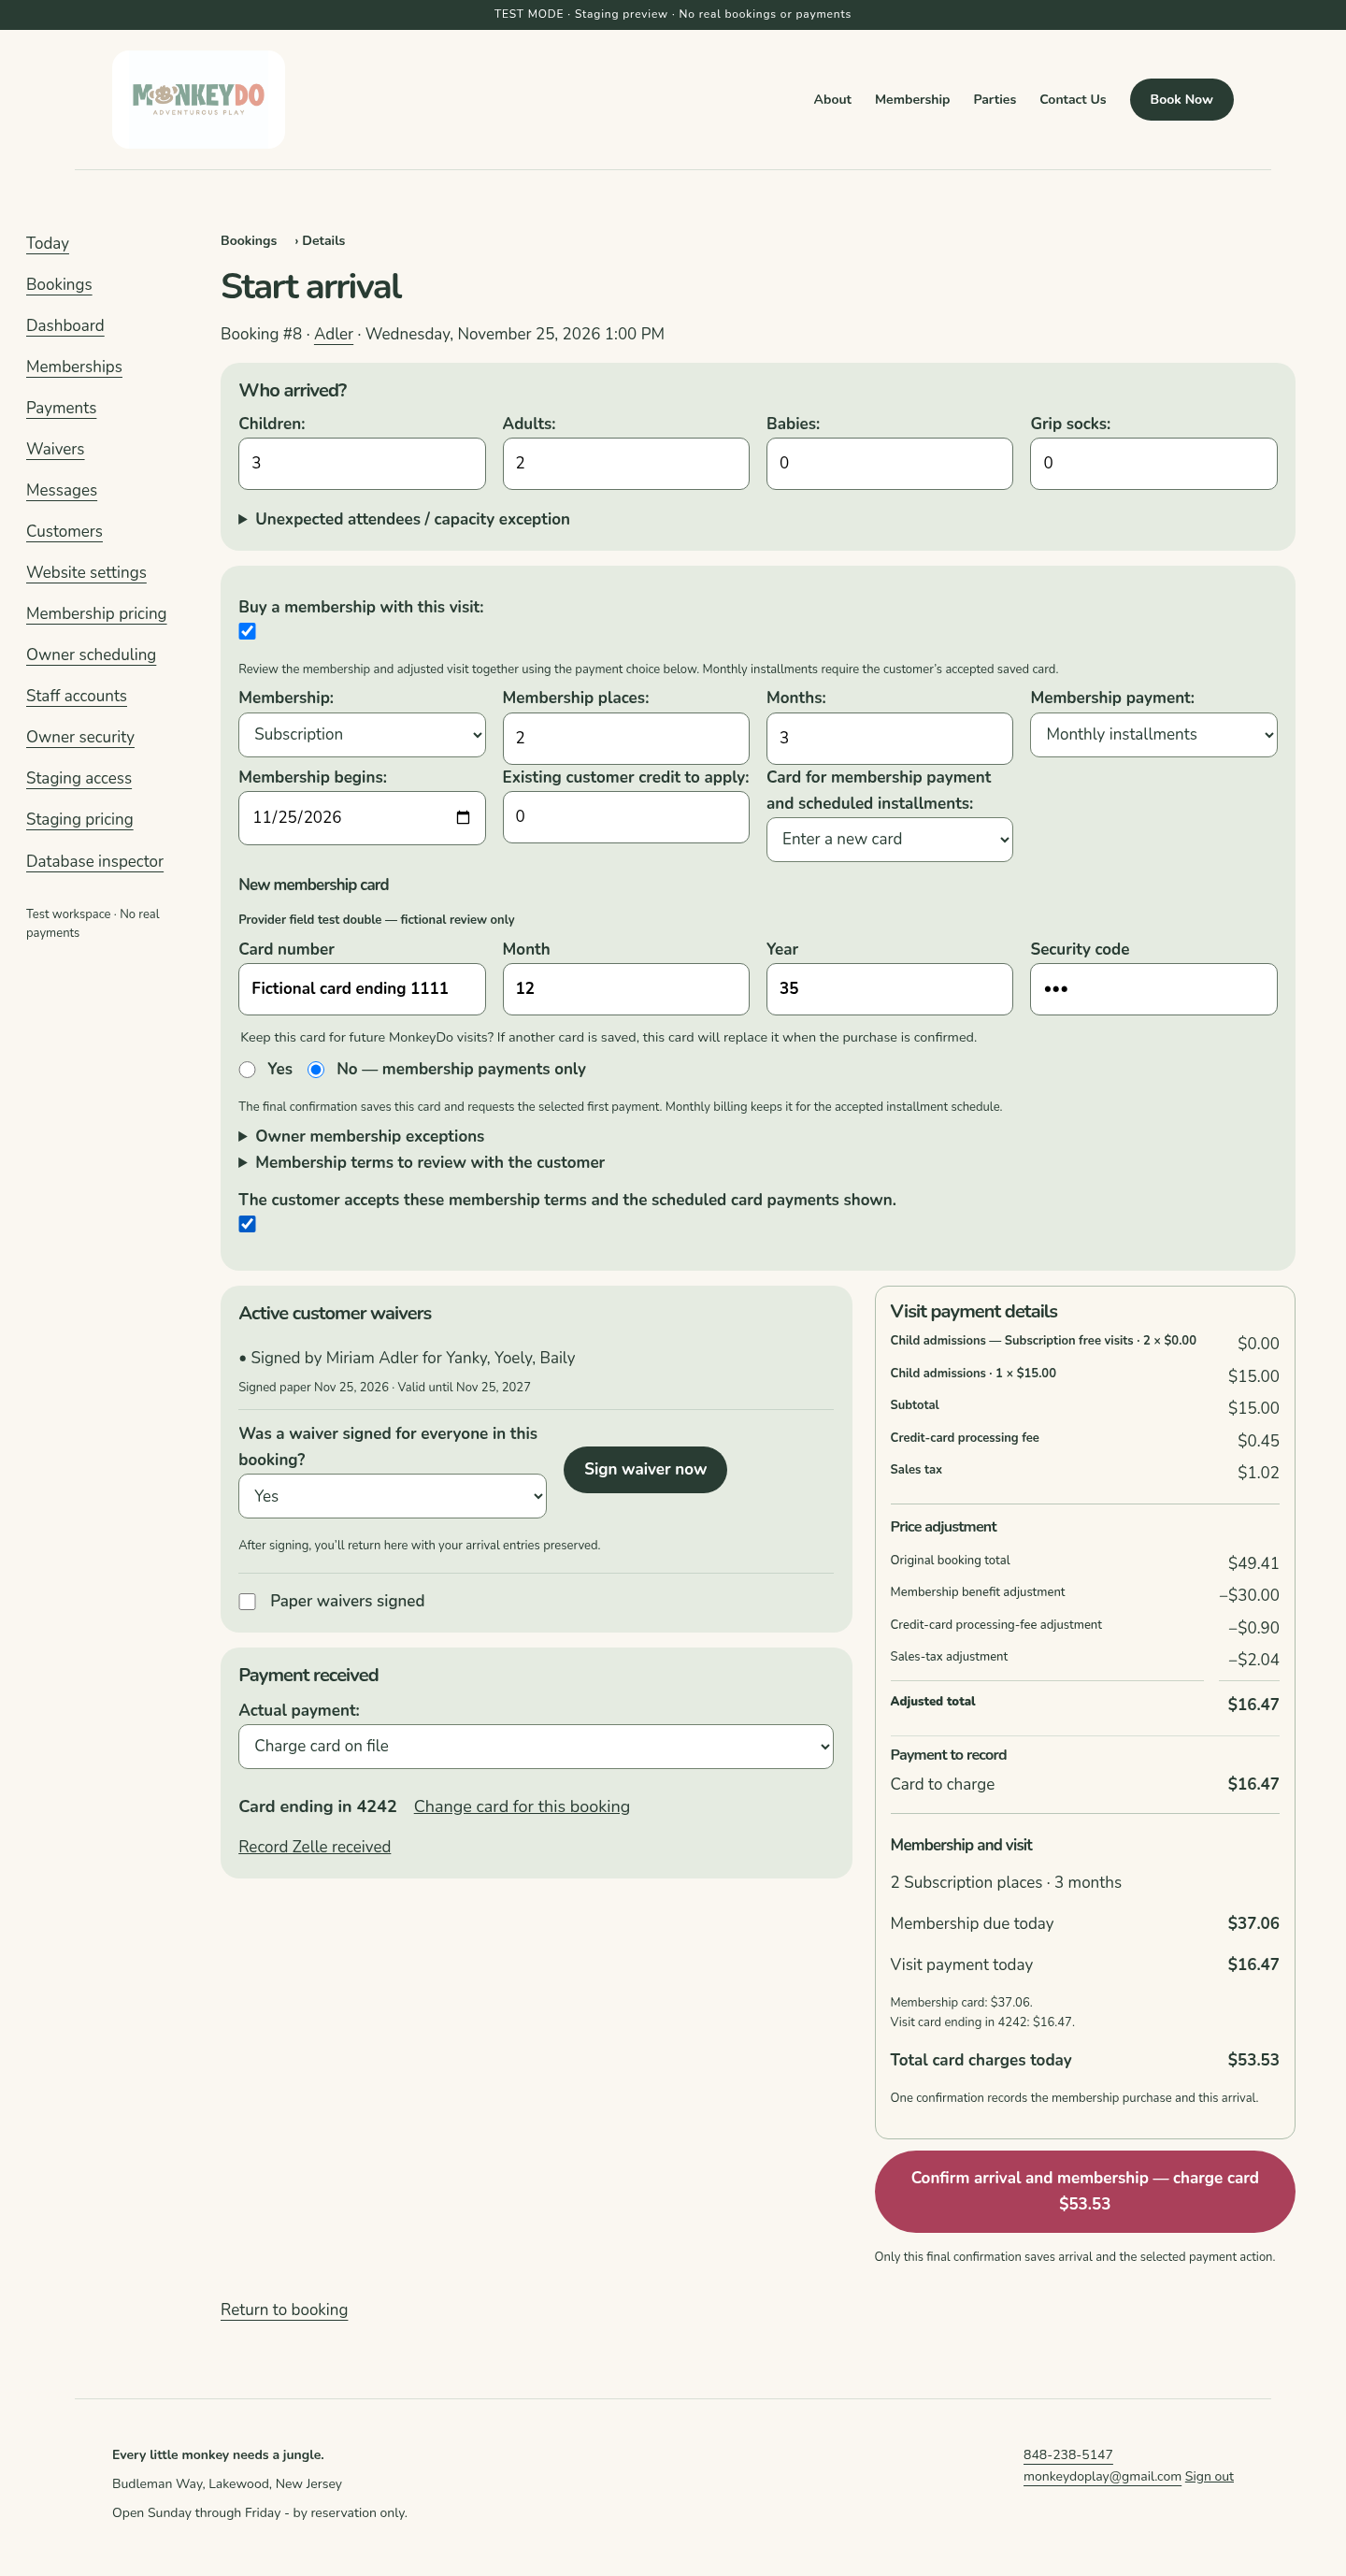 TEST MODE · Staging preview · No real bookings or payments
MONKEYDO
ADVENTUROUS PLAY
About
Membership
Parties
Contact Us
Book Now
Today
Bookings
Dashboard
Memberships
Payments
Waivers
Messages
Customers
Website settings
Membership pricing
Owner scheduling
Staff accounts
Owner security
Staging access
Staging pricing
Database inspector
Test workspace · No real
payments
Bookings › Details
Start arrival
Booking #8 · Adler · Wednesday, November 25, 2026 1:00 PM
Who arrived?
Children:
3
Adults:
2
Babies:
0
Grip socks:
0
Unexpected attendees / capacity exception
Buy a membership with this visit:
Review the membership and adjusted visit together using the payment choice below. Monthly installments require the customer’s accepted saved card.
Membership:
Subscription
Membership places:
2
Months:
3
Membership payment:
Monthly installments
Membership begins:
11/25/2026
Existing customer credit to apply:
0
Card for membership payment
and scheduled installments:
Enter a new card
New membership card
Provider field test double — fictional review only
Card number
Fictional card ending 1111
Month
12
Year
35
Security code
•••
Keep this card for future MonkeyDo visits? If another card is saved, this card will replace it when the purchase is confirmed.
Yes
No — membership payments only
The final confirmation saves this card and requests the selected first payment. Monthly billing keeps it for the accepted installment schedule.
Owner membership exceptions
Membership terms to review with the customer
The customer accepts these membership terms and the scheduled card payments shown.
Active customer waivers
• Signed by Miriam Adler for Yanky, Yoely, Baily
Signed paper Nov 25, 2026 · Valid until Nov 25, 2027
Was a waiver signed for everyone in this
booking?
Yes
Sign waiver now
After signing, you’ll return here with your arrival entries preserved.
Paper waivers signed
Payment received
Actual payment:
Charge card on file
Card ending in 4242 Change card for this booking
Record Zelle received
Visit payment details
Child admissions — Subscription free visits · 2 × $0.00 $0.00
Child admissions · 1 × $15.00 $15.00
Subtotal $15.00
Credit-card processing fee $0.45
Sales tax $1.02
Price adjustment
Original booking total $49.41
Membership benefit adjustment –$30.00
Credit-card processing-fee adjustment –$0.90
Sales-tax adjustment –$2.04
Adjusted total $16.47
Payment to record
Card to charge $16.47
Membership and visit
2 Subscription places · 3 months
Membership due today $37.06
Visit payment today $16.47
Membership card: $37.06.
Visit card ending in 4242: $16.47.
Total card charges today $53.53
One confirmation records the membership purchase and this arrival.
Confirm arrival and membership — charge card
$53.53
Only this final confirmation saves arrival and the selected payment action.
Return to booking
Every little monkey needs a jungle.
Budleman Way, Lakewood, New Jersey
Open Sunday through Friday - by reservation only.
848-238-5147
monkeydoplay@gmail.com Sign out